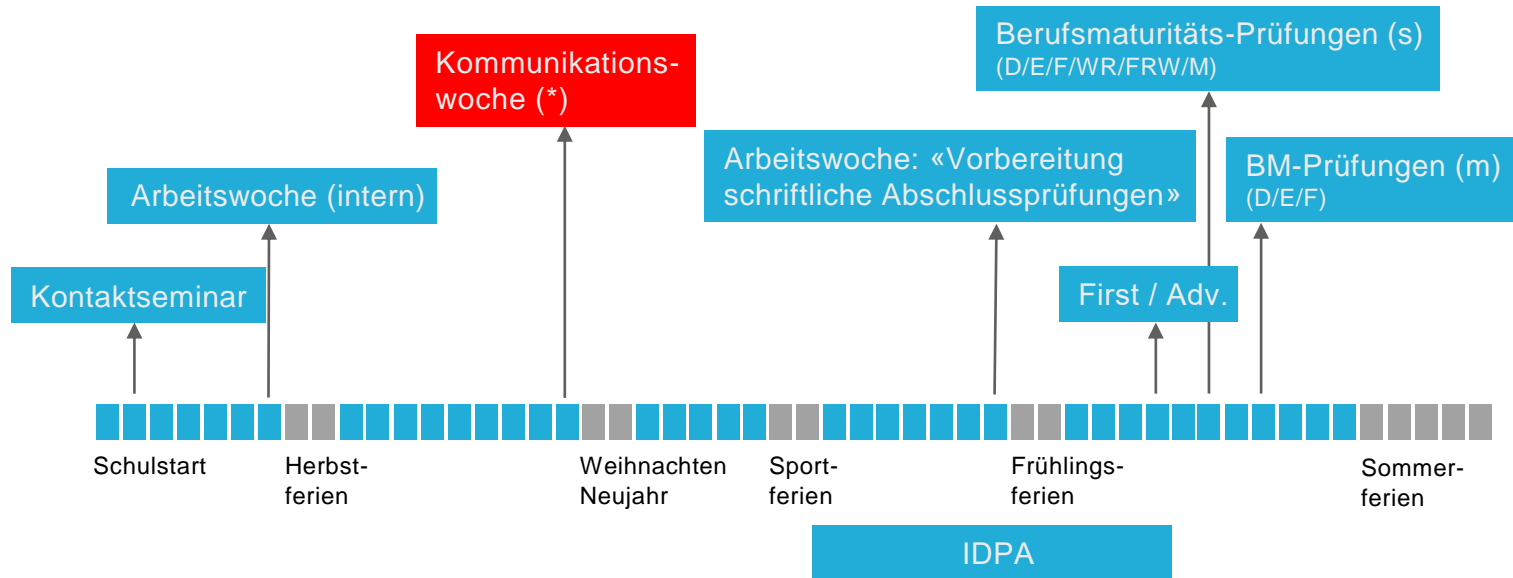 Berufsmaturitäts-Prüfungen (s)
(D/E/F/WR/FRW/M)
Kommunikations-
woche (*)
Arbeitswoche: «Vorbereitung
schriftliche Abschlussprüfungen»
BM-Prüfungen (m)
(D/E/F)
Arbeitswoche (intern)
Kontaktseminar
First / Adv.
Schulstart
Herbst-
ferien
Weihnachten
Neujahr
Sport-
ferien
Frühlings-
ferien
Sommer-
ferien
IDPA